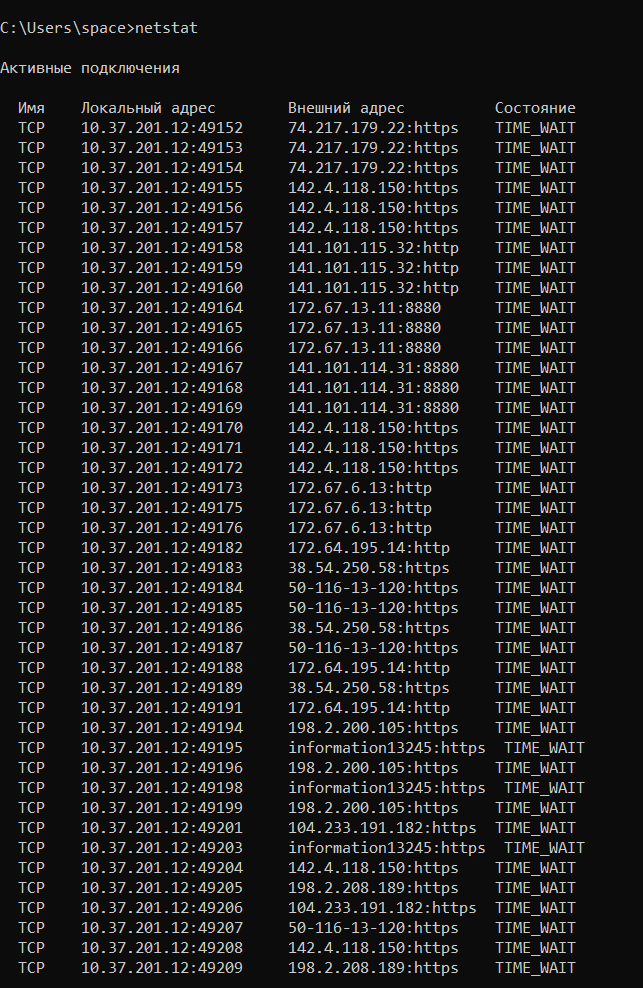 C:\Users\space>netstat
Активные подключения
Имя Локальный адрес Внешний адрес Состояние
TCP 10.37.201.12:49152 74.217.179.22:https TIME_WAIT
TCP 10.37.201.12:49153 74.217.179.22:https TIME_WAIT
TCP 10.37.201.12:49154 74.217.179.22:https TIME_WAIT
TCP 10.37.201.12:49155 142.4.118.150:https TIME_WAIT
TCP 10.37.201.12:49156 142.4.118.150:https TIME_WAIT
TCP 10.37.201.12:49157 142.4.118.150:https TIME_WAIT
TCP 10.37.201.12:49158 141.101.115.32:http TIME_WAIT
TCP 10.37.201.12:49159 141.101.115.32:http TIME_WAIT
TCP 10.37.201.12:49160 141.101.115.32:http TIME_WAIT
TCP 10.37.201.12:49164 172.67.13.11:8880 TIME_WAIT
TCP 10.37.201.12:49165 172.67.13.11:8880 TIME_WAIT
TCP 10.37.201.12:49166 172.67.13.11:8880 TIME_WAIT
TCP 10.37.201.12:49167 141.101.114.31:8880 TIME_WAIT
TCP 10.37.201.12:49168 141.101.114.31:8880 TIME_WAIT
TCP 10.37.201.12:49169 141.101.114.31:8880 TIME_WAIT
TCP 10.37.201.12:49170 142.4.118.150:https TIME_WAIT
TCP 10.37.201.12:49171 142.4.118.150:https TIME_WAIT
TCP 10.37.201.12:49172 142.4.118.150:https TIME_WAIT
TCP 10.37.201.12:49173 172.67.6.13:http TIME_WAIT
TCP 10.37.201.12:49175 172.67.6.13:http TIME_WAIT
TCP 10.37.201.12:49176 172.67.6.13:http TIME_WAIT
TCP 10.37.201.12:49182 172.64.195.14:http TIME_WAIT
TCP 10.37.201.12:49183 38.54.250.58:https TIME_WAIT
TCP 10.37.201.12:49184 50-116-13-120:https TIME_WAIT
TCP 10.37.201.12:49185 50-116-13-120:https TIME_WAIT
TCP 10.37.201.12:49186 38.54.250.58:https TIME_WAIT
TCP 10.37.201.12:49187 50-116-13-120:https TIME_WAIT
TCP 10.37.201.12:49188 172.64.195.14:http TIME_WAIT
TCP 10.37.201.12:49189 38.54.250.58:https TIME_WAIT
TCP 10.37.201.12:49191 172.64.195.14:http TIME_WAIT
TCP 10.37.201.12:49194 198.2.200.105:https TIME_WAIT
TCP 10.37.201.12:49195 information13245:https TIME_WAIT
TCP 10.37.201.12:49196 198.2.200.105:https TIME_WAIT
TCP 10.37.201.12:49198 information13245:https TIME_WAIT
TCP 10.37.201.12:49199 198.2.200.105:https TIME_WAIT
TCP 10.37.201.12:49201 104.233.191.182:https TIME_WAIT
TCP 10.37.201.12:49203 information13245:https TIME_WAIT
TCP 10.37.201.12:49204 142.4.118.150:https TIME_WAIT
TCP 10.37.201.12:49205 198.2.208.189:https TIME_WAIT
TCP 10.37.201.12:49206 104.233.191.182:https TIME_WAIT
TCP 10.37.201.12:49207 50-116-13-120:https TIME_WAIT
TCP 10.37.201.12:49208 142.4.118.150:https TIME_WAIT
TCP 10.37.201.12:49209 198.2.208.189:https TIME_WAIT